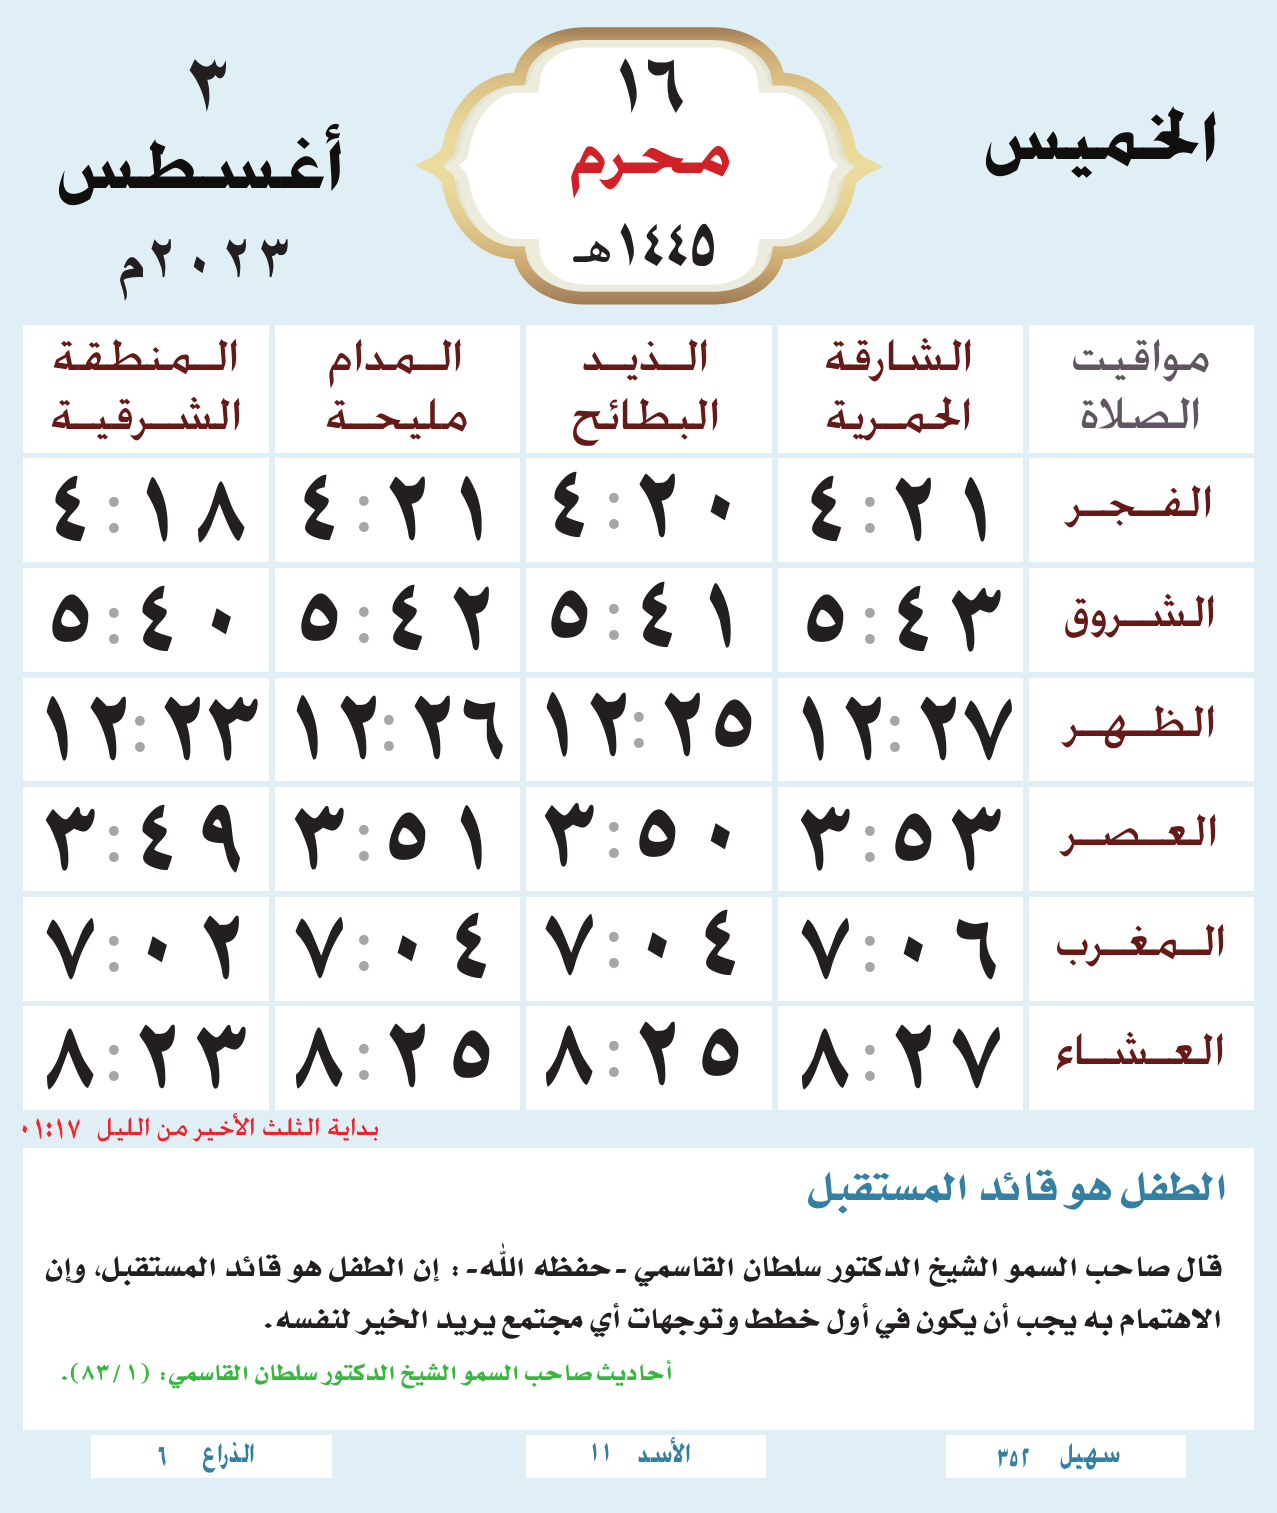 الخميس
١٦
محرم
١٤٤٥هـ
٣
أغسطس
٢٠٢٣م
مواقيت الصلاة
الشارقة الحمرية
الذيد البطائح
المدام مليحة
المنطقة الشرقية
الفجر ٤:٢١ ٤:٢٠ ٤:٢١ ٤:١٨
الشروق ٥:٤٣ ٥:٤١ ٥:٤٢ ٥:٤٠
الظهر ١٢:٢٧ ١٢:٢٥ ١٢:٢٦ ١٢:٢٣
العصر ٣:٥٣ ٣:٥٠ ٣:٥١ ٣:٤٩
المغرب ٧:٠٦ ٧:٠٤ ٧:٠٤ ٧:٠٢
العشاء ٨:٢٧ ٨:٢٥ ٨:٢٥ ٨:٢٣
بداية الثلث الأخير من الليل ٠١:١٧
الطفل هو قائد المستقبل
قال صاحب السمو الشيخ الدكتور سلطان القاسمي -حفظه الله- : إن الطفل هو قائد المستقبل، وإن
الاهتمام به يجب أن يكون في أول خطط وتوجهات أي مجتمع يريد الخير لنفسه.
أحاديث صاحب السمو الشيخ الدكتور سلطان القاسمي: (١/ ٨٣).
سهيل ٣٥٢
الأسد ١١
الذراع ٦